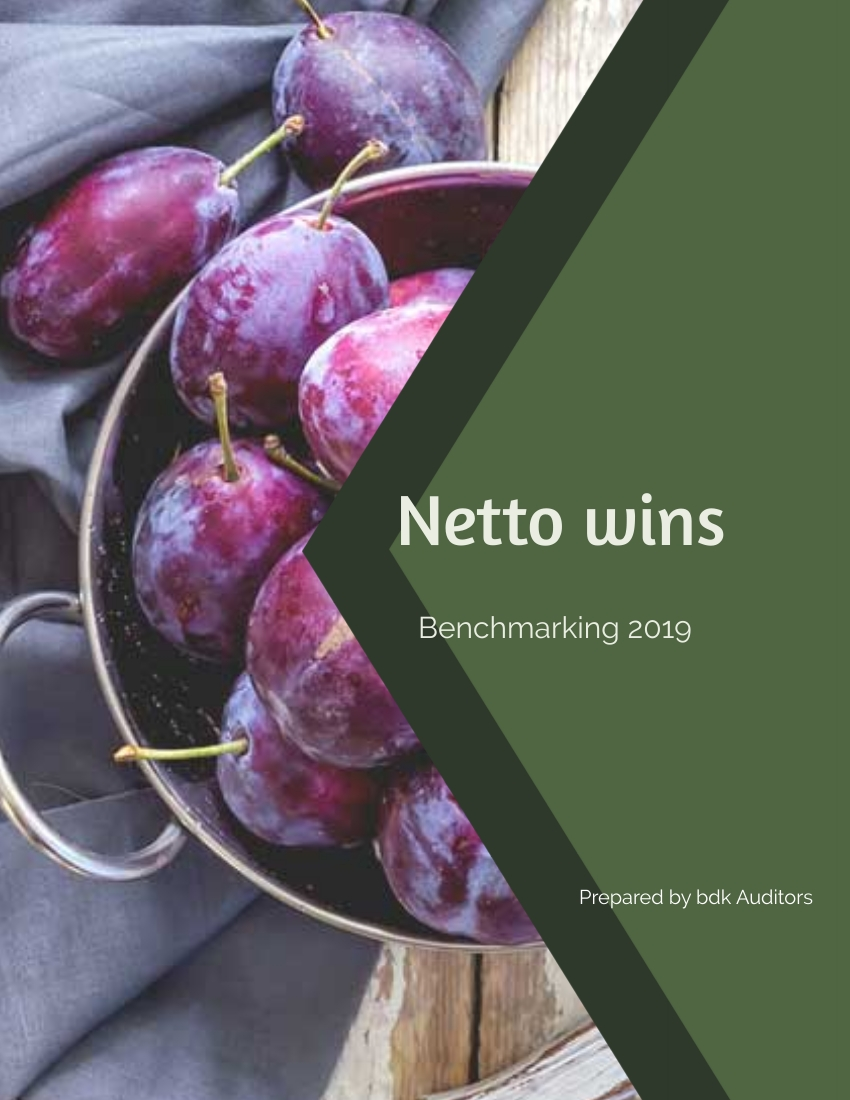 Netto wins
Benchmarking 2019
Prepared by bdk Auditors